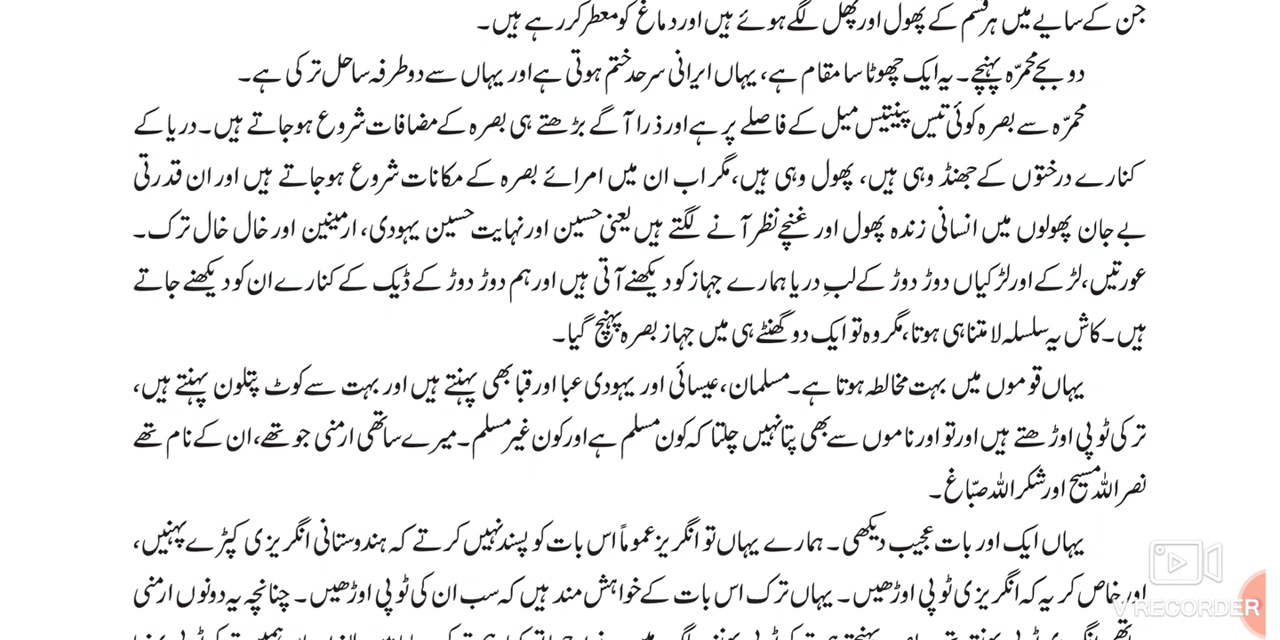 جن کے سایے میں ہر قسم کے پھول اور پھل لگے ہوئے ہیں اور دماغ کو معطر کر رہے ہیں۔
دو بجے محمرّہ پہنچے۔ یہ ایک چھوٹا سا مقام ہے، یہاں ایرانی سرحد ختم ہوتی ہے اور یہاں سے دو طرفہ ساحل ترکی ہے۔
محمرّہ سے بصرہ کوئی تیس پینتیس میل کے فاصلے پر ہے اور ذرا آگے بڑھتے ہی بصرہ کے مضافات شروع ہو جاتے ہیں۔ دریا کے
کنارے درختوں کے جھنڈ وہی ہیں، پھول وہی ہیں، مگر اب ان میں امرائے بصرہ کے مکانات شروع ہو جاتے ہیں اور ان قدرتی
بے جان پھولوں میں انسانی زندہ پھول اور غنچے نظر آنے لگتے ہیں یعنی حسین اور نہایت حسین یہودی، ارمینین اور خال خال ترک۔
عورتیں، لڑکے اور لڑکیاں دوڑ دوڑ کے لبِ دریا ہمارے جہاز کو دیکھنے آتی ہیں اور ہم دوڑ دوڑ کے ڈیک کے کنارے ان کو دیکھنے جاتے
ہیں۔ کاش یہ سلسلہ لامتناہی ہوتا، مگر وہ تو ایک دو گھنٹے ہی میں جہاز بصرہ پہنچ گیا۔
یہاں قوموں میں بہت مخالطہ ہوتا ہے۔ مسلمان، عیسائی اور یہودی عبا اور قبا بھی پہنتے ہیں اور بہت سے کوٹ پتلون پہنتے ہیں،
ترکی ٹوپی اوڑھتے ہیں اور تو اور ناموں سے بھی پتا نہیں چلتا کہ کون مسلم ہے اور کون غیر مسلم۔ میرے ساتھی ارمنی جو تھے، ان کے نام تھے
نصر اللہ مسیح اور شکر اللہ صبّاغ۔
یہاں ایک اور بات عجیب دیکھی۔ ہمارے یہاں تو انگریز عموماً اس بات کو پسند نہیں کرتے کہ ہندوستانی انگریزی کپڑے پہنیں،
اور خاص کر یہ کہ انگریزی ٹوپی اوڑھیں۔ یہاں ترک اس بات کے خواہش مند ہیں کہ سب ان کی ٹوپی اوڑھیں۔ چنانچہ یہ دونوں ارمنی
V RECORDER